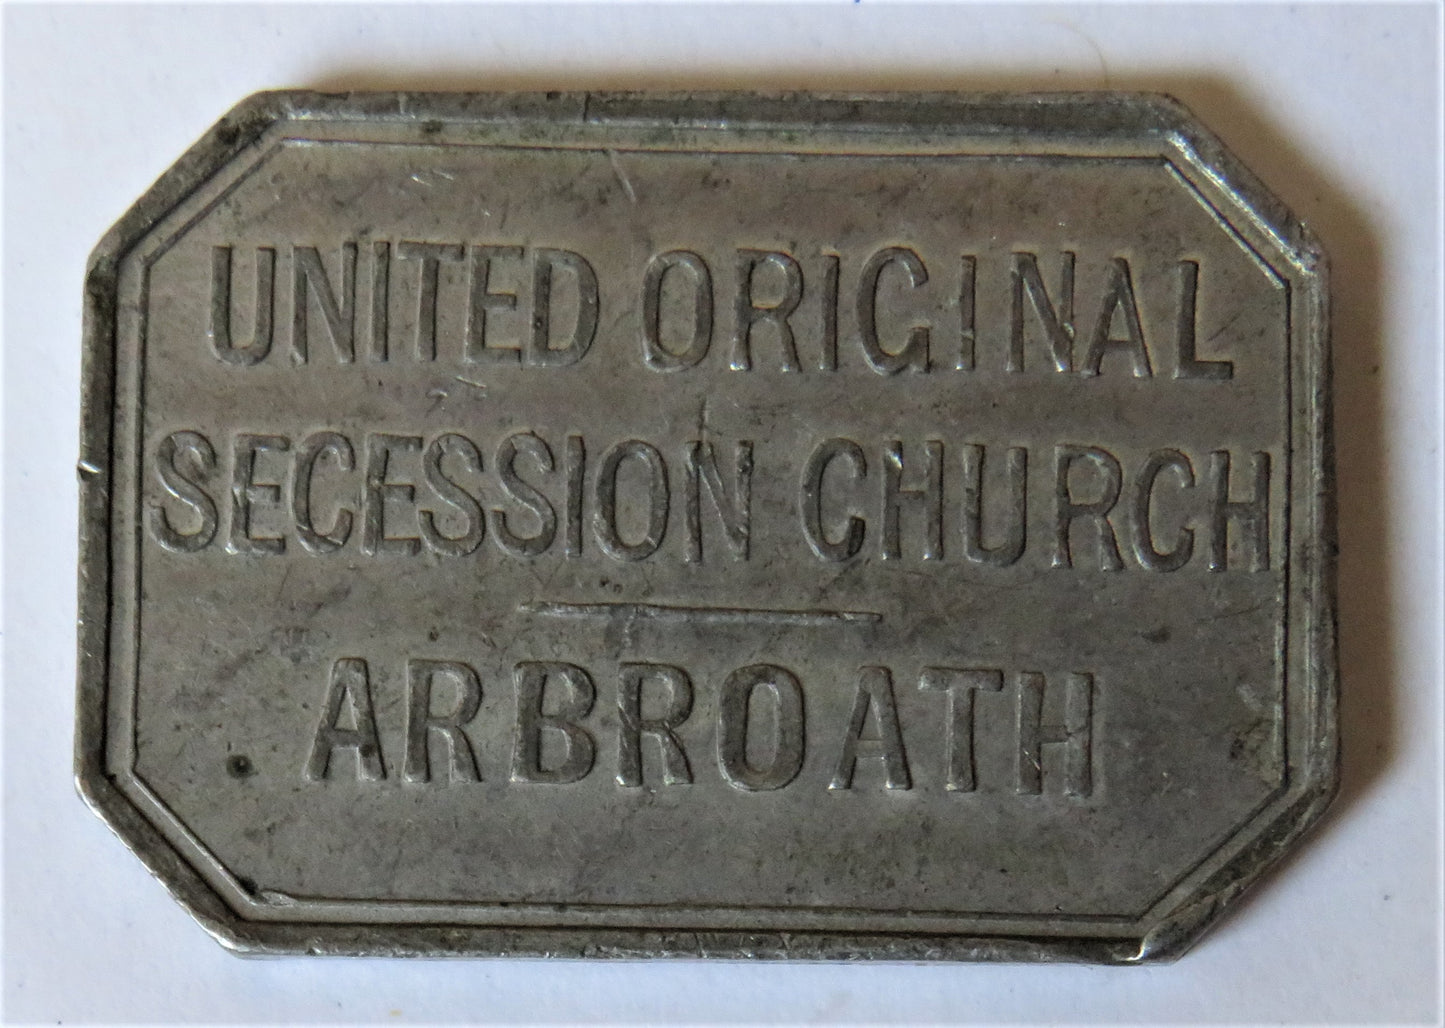 UNITED ORIGINAL
SECESSION CHURCH
ARBROATH